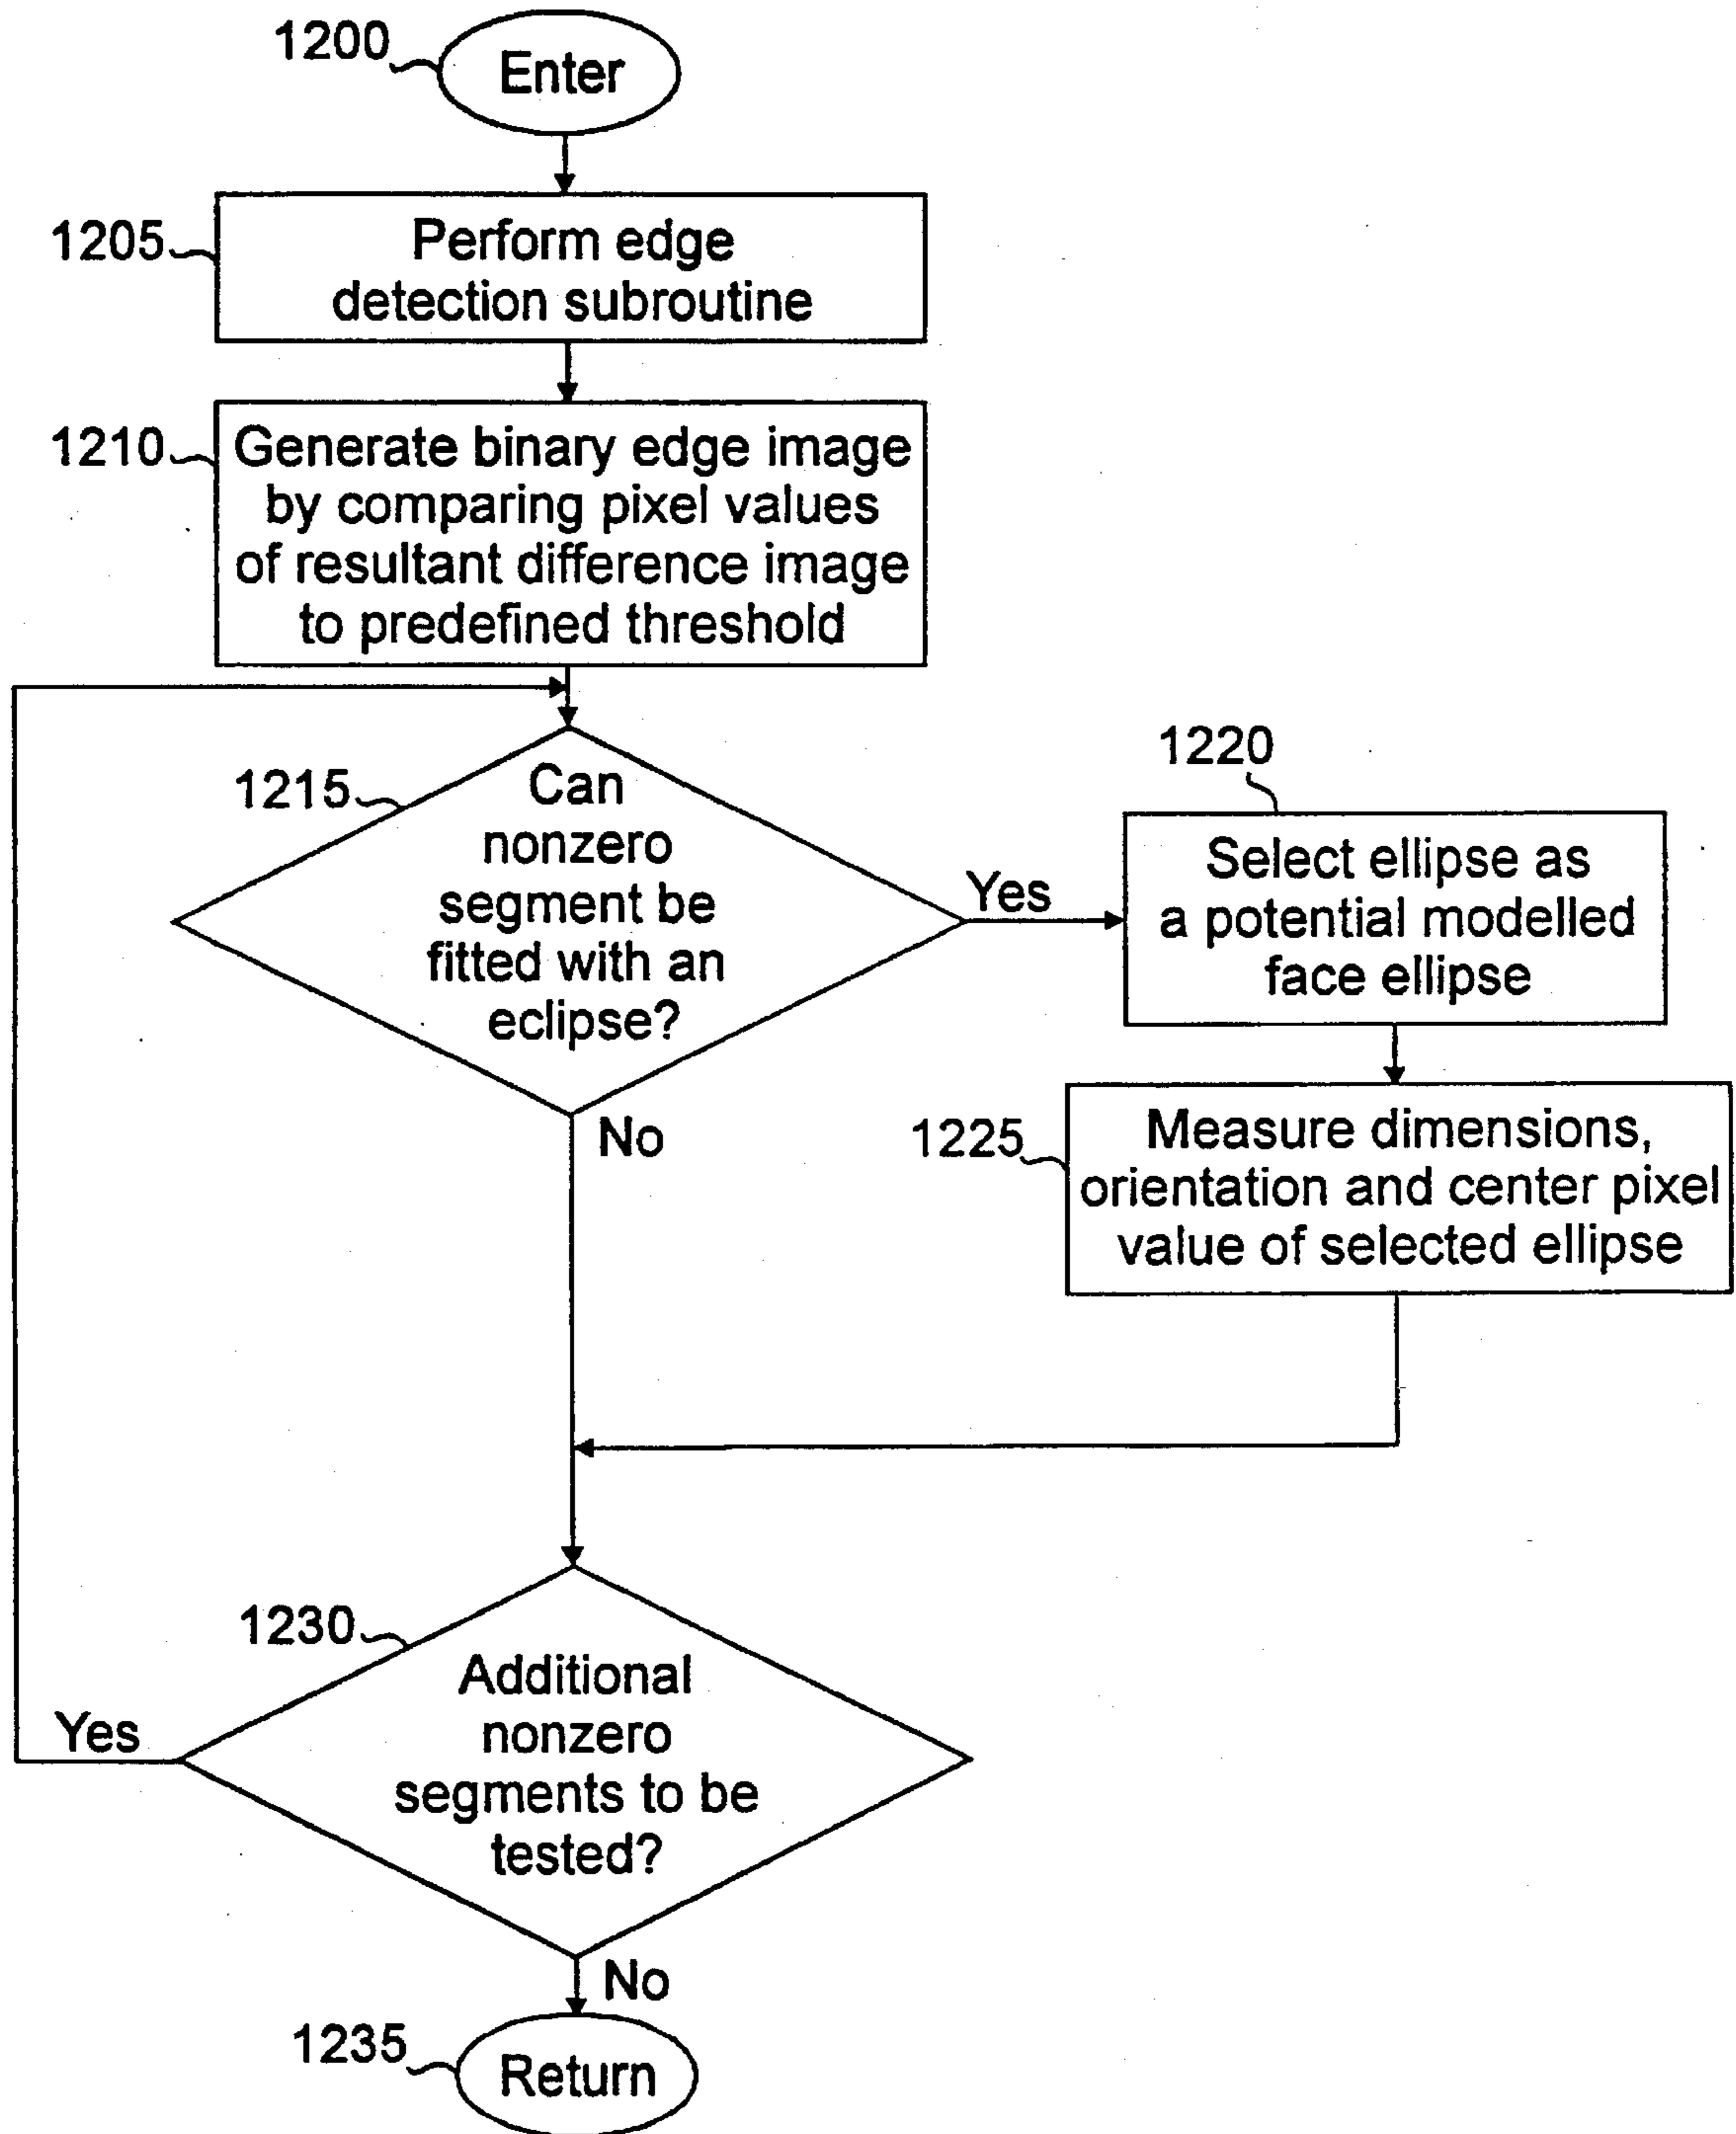 1200
Enter
1205
Perform edge
detection subroutine
1210
Generate binary edge image
by comparing pixel values
of resultant difference image
to predefined threshold
1215
Can
nonzero
segment be
fitted with an
eclipse?
Yes
No
1220
Select ellipse as
a potential modelled
face ellipse
1225
Measure dimensions,
orientation and center pixel
value of selected ellipse
1230
Additional
nonzero
segments to be
tested?
Yes
No
1235
Return